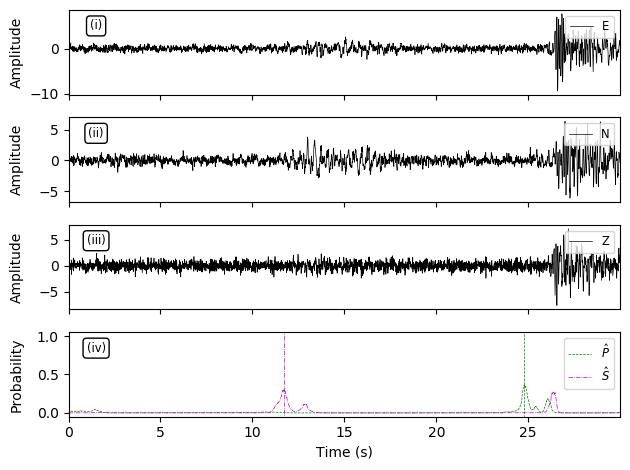 (i)
E
Amplitude
0
−10
(ii)
N
Amplitude
5
0
−5
(iii)
Z
Amplitude
5
0
−5
(iv)
P̂
Ŝ
Probability
1.0
0.5
0.0
0 5 10 15 20 25
Time (s)